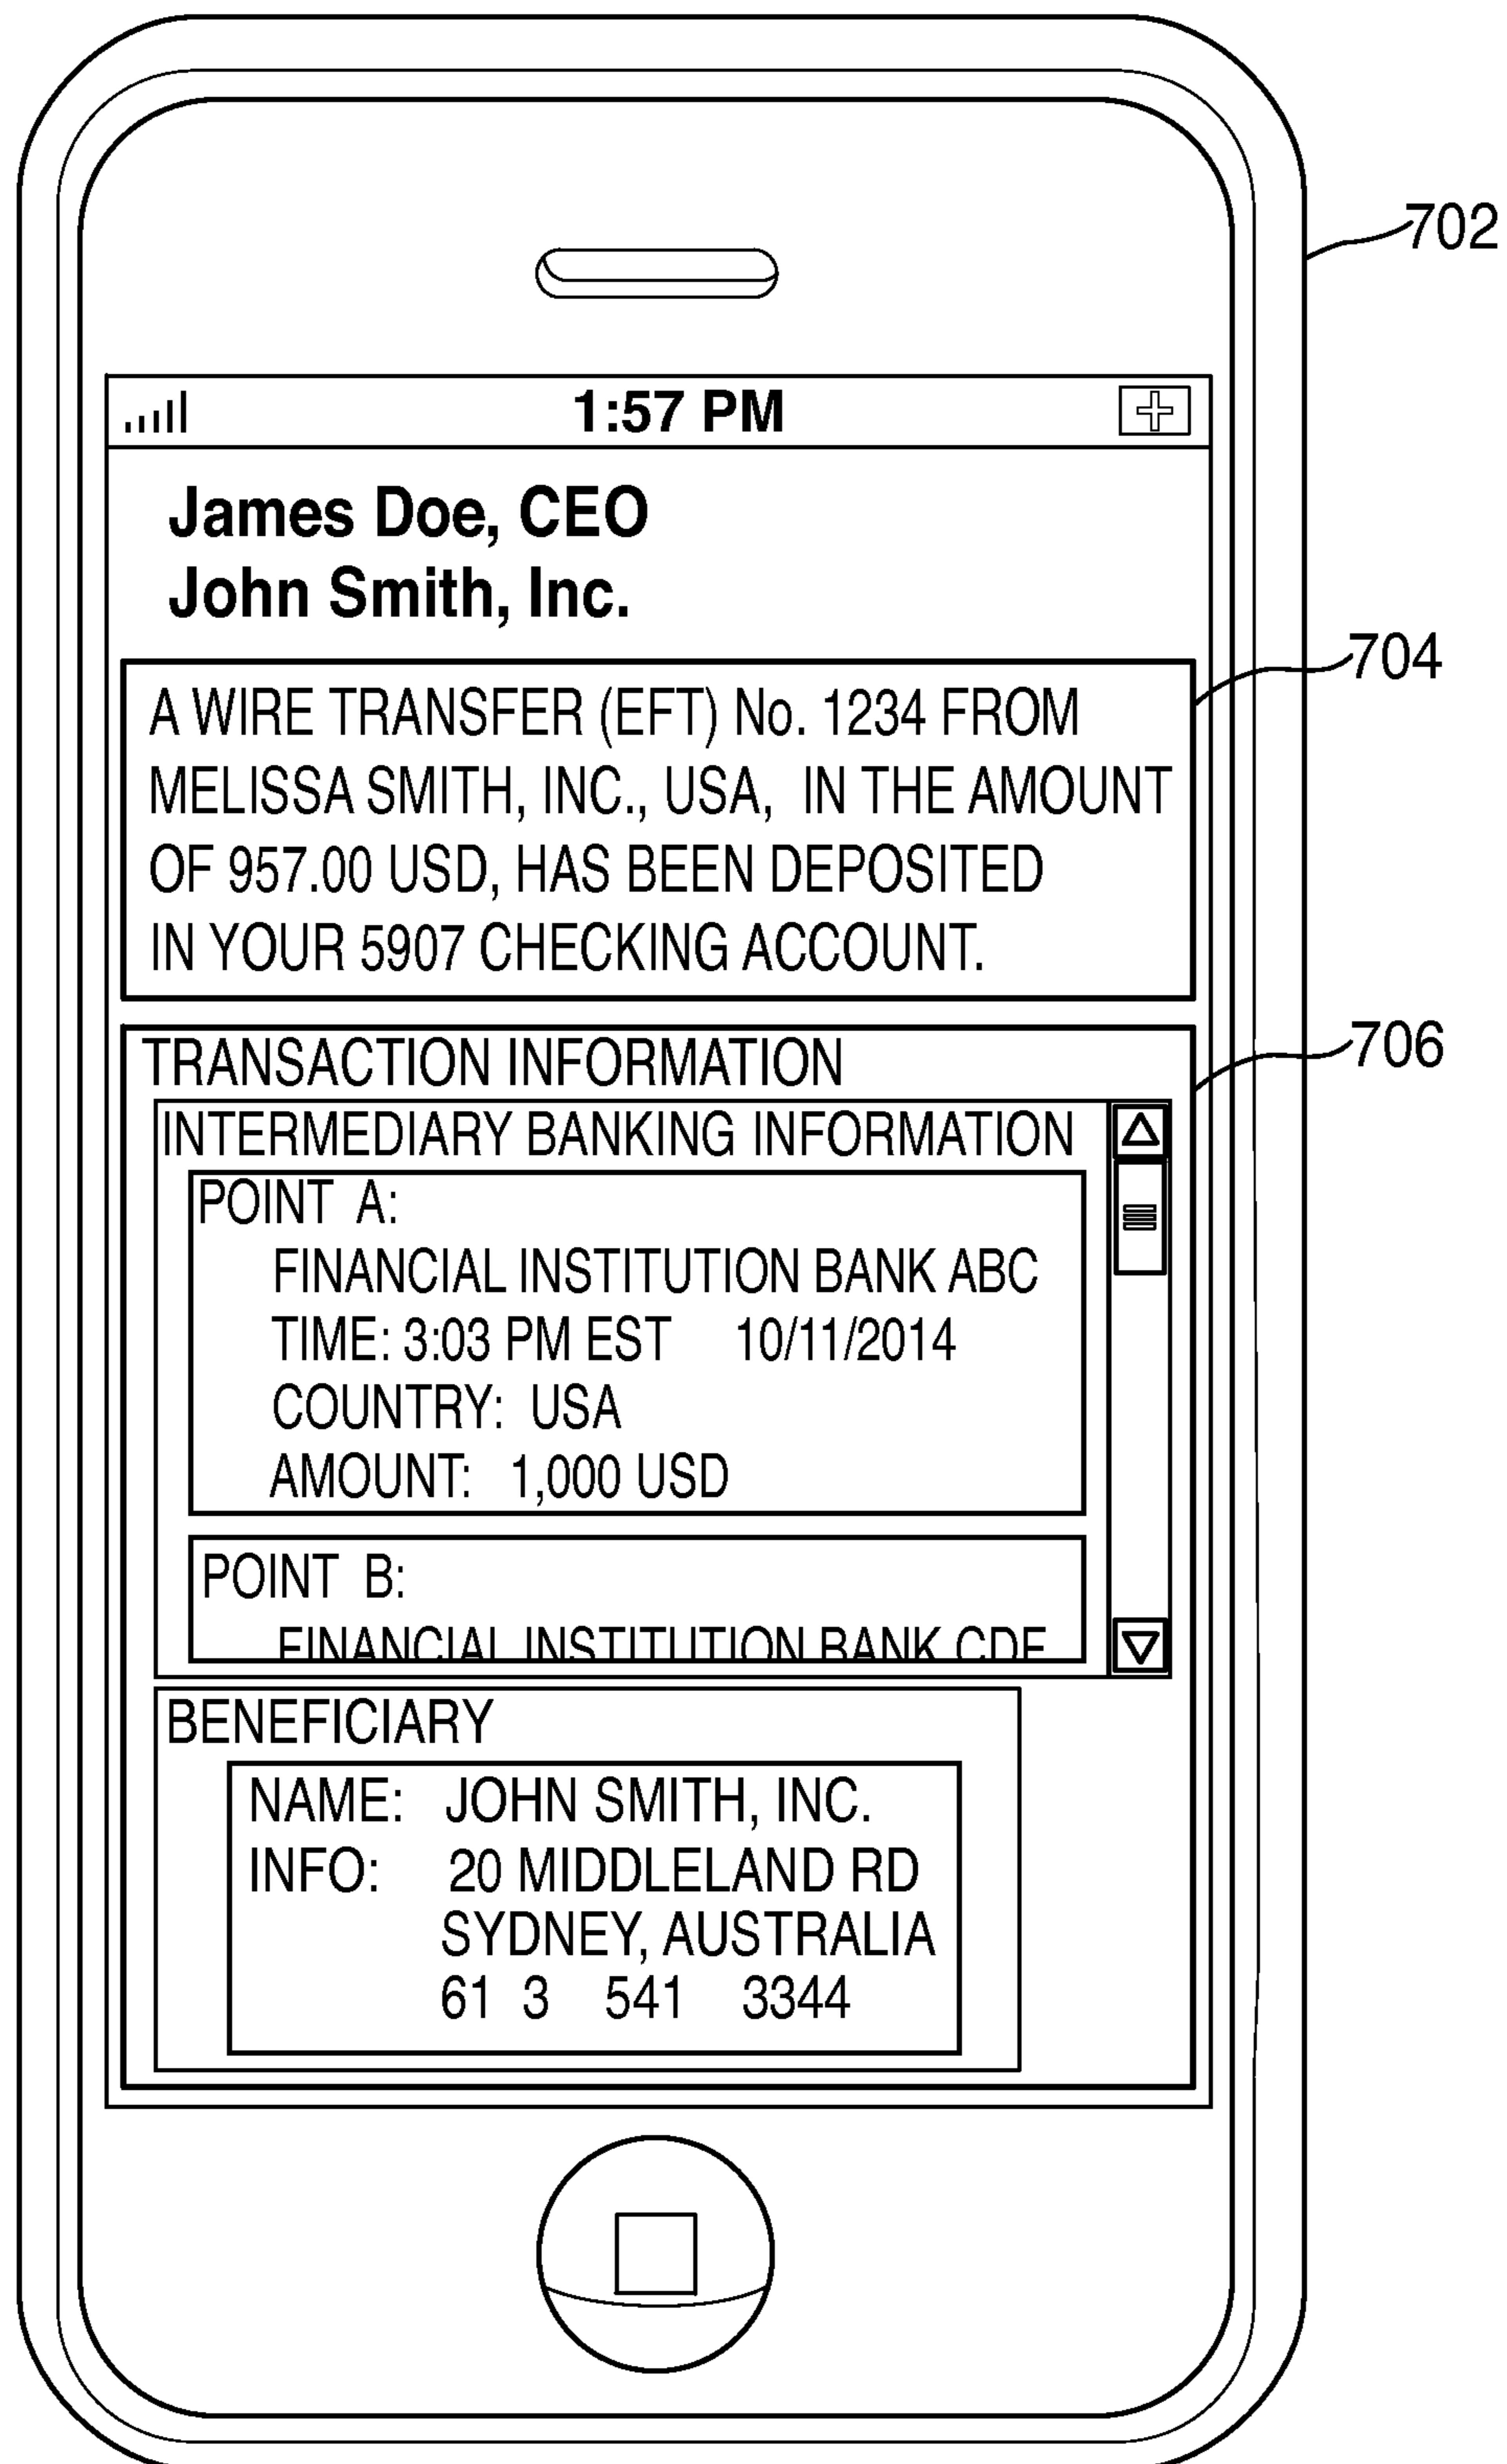 702
1:57 PM
James Doe, CEO
John Smith, Inc.
704
A WIRE TRANSFER (EFT) No. 1234 FROM
MELISSA SMITH, INC., USA, IN THE AMOUNT
OF 957.00 USD, HAS BEEN DEPOSITED
IN YOUR 5907 CHECKING ACCOUNT.
706
TRANSACTION INFORMATION
INTERMEDIARY BANKING INFORMATION
POINT A:
FINANCIAL INSTITUTION BANK ABC
TIME: 3:03 PM EST 10/11/2014
COUNTRY: USA
AMOUNT: 1,000 USD
POINT B:
FINANCIAL INSTITUTION BANK
BENEFICIARY
NAME: JOHN SMITH, INC.
INFO: 20 MIDDLELAND RD
SYDNEY, AUSTRALIA
61 3 541 3344